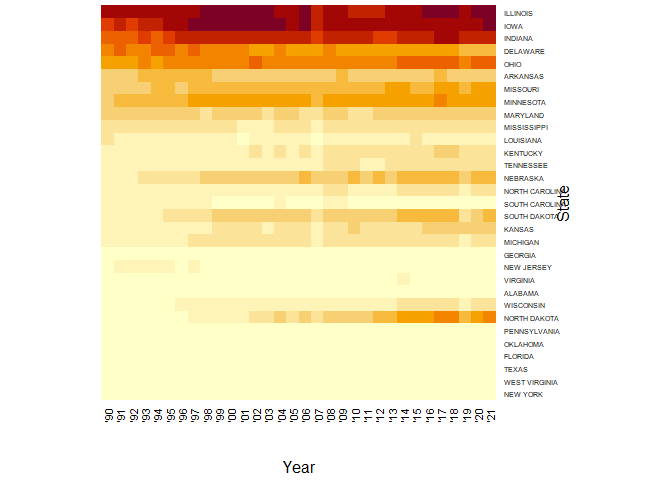 ILLINOIS
IOWA
INDIANA
DELAWARE
OHIO
ARKANSAS
MISSOURI
MINNESOTA
MARYLAND
MISSISSIPPI
LOUISIANA
KENTUCKY
TENNESSEE
NEBRASKA
NORTH CAROLINA
SOUTH CAROLINA
SOUTH DAKOTA
KANSAS
MICHIGAN
GEORGIA
NEW JERSEY
VIRGINIA
ALABAMA
WISCONSIN
NORTH DAKOTA
PENNSYLVANIA
OKLAHOMA
FLORIDA
TEXAS
WEST VIRGINIA
NEW YORK
State
'90 '91 '92 '93 '94 '95 '96 '97 '98 '99 '00 '01 '02 '03 '04 '05 '06 '07 '08 '09 '10 '11 '12 '13 '14 '15 '16 '17 '18 '19 '20 '21
Year